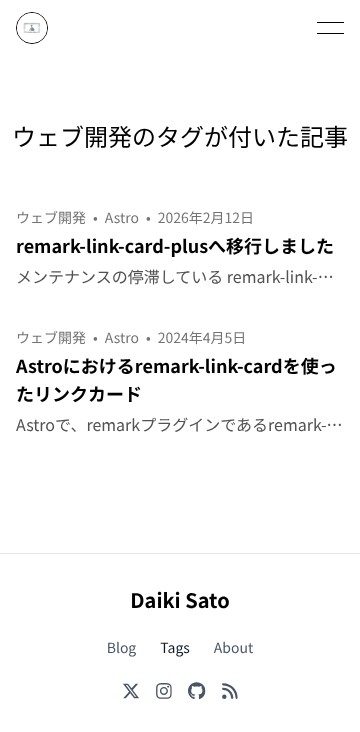 ウェブ開発のタグが付いた記事
ウェブ開発 • Astro • 2026年2月12日
remark-link-card-plusへ移行しました
メンテナンスの停滞している remark-link-…
ウェブ開発 • Astro • 2024年4月5日
Astroにおけるremark-link-cardを使っ
たリンクカード
Astroで、remarkプラグインであるremark-…
Daiki Sato
Blog Tags About